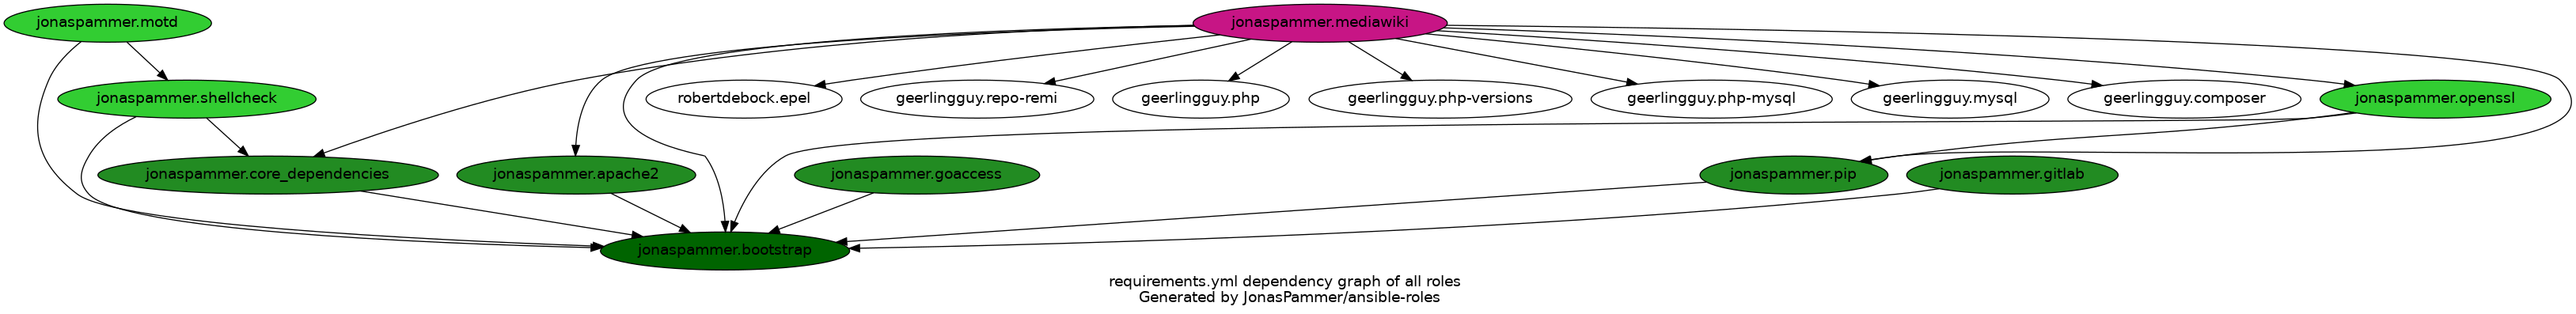 jonaspammer.motd
jonaspammer.mediawiki
jonaspammer.shellcheck
robertdebock.epel
geerlingguy.repo-remi
geerlingguy.php
geerlingguy.php-versions
geerlingguy.php-mysql
geerlingguy.mysql
geerlingguy.composer
jonaspammer.openssl
jonaspammer.core_dependencies
jonaspammer.apache2
jonaspammer.goaccess
jonaspammer.pip
jonaspammer.gitlab
jonaspammer.bootstrap
requirements.yml dependency graph of all roles
Generated by JonasPammer/ansible-roles